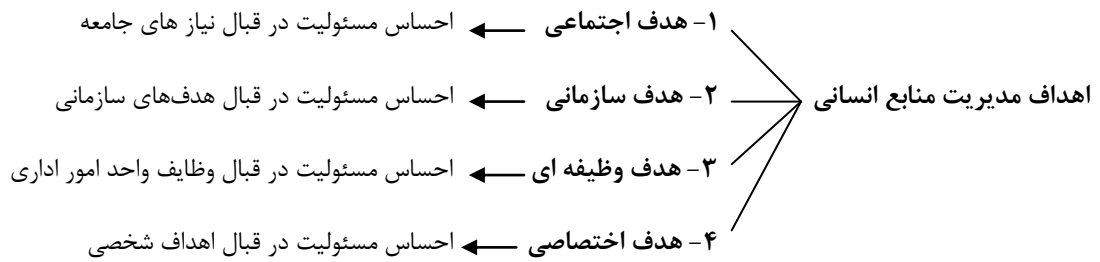 ۱- هدف اجتماعی احساس مسئولیت در قبال نیاز های جامعه
اهداف مدیریت منابع انسانی
۲- هدف سازمانی احساس مسئولیت در قبال هدف‌های سازمانی
۳- هدف وظیفه ای احساس مسئولیت در قبال وظایف واحد امور اداری
۴- هدف اختصاصی احساس مسئولیت در قبال اهداف شخصی